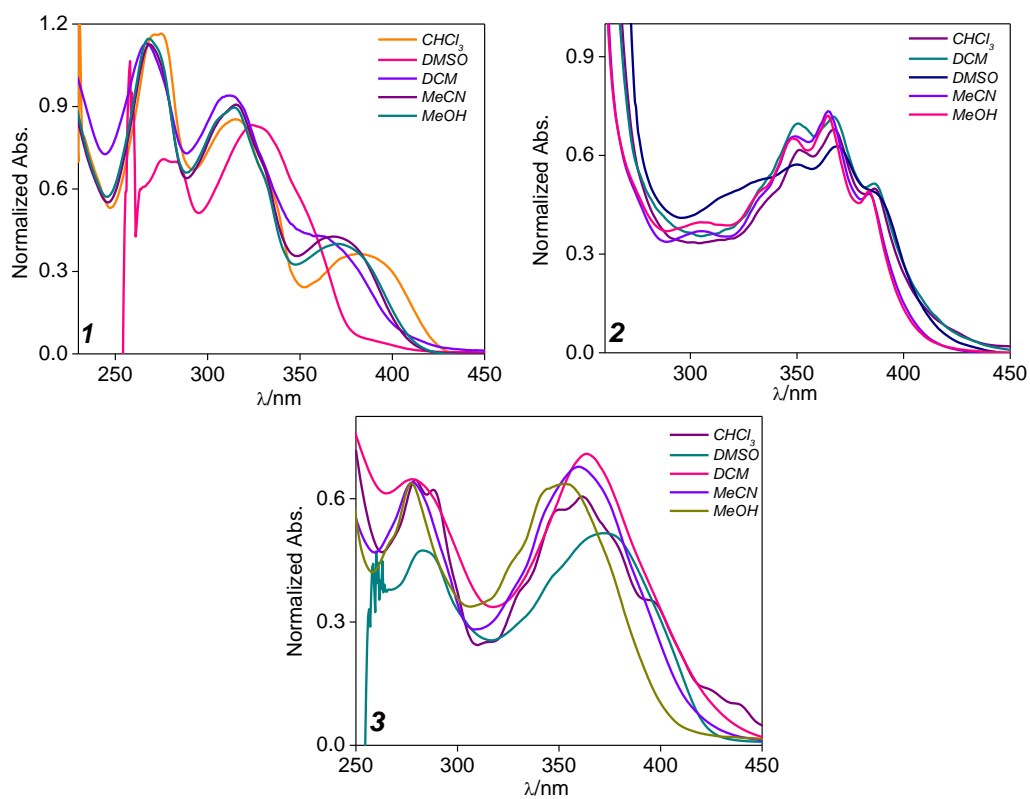 1.2
0.9
0.6
0.3
0.0
Normalized Abs.
250 300 350 400 450
λ/nm
CHCl₃
DMSO
DCM
MeCN
MeOH
1
0.9
0.6
0.3
0.0
Normalized Abs.
300 350 400 450
λ/nm
CHCl₃
DCM
DMSO
MeCN
MeOH
2
0.6
0.3
0.0
Normalized Abs.
250 300 350 400 450
λ/nm
CHCl₃
DMSO
DCM
MeCN
MeOH
3